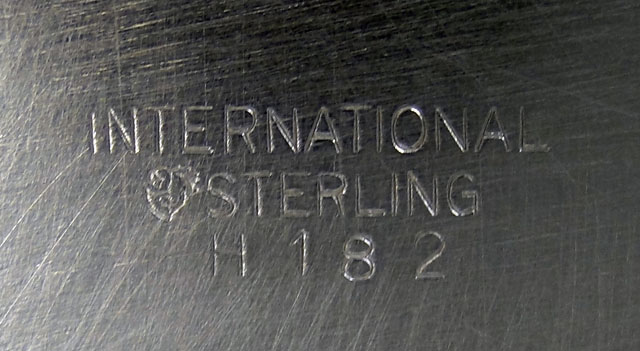 INTERNATIONAL
STERLING
H 182